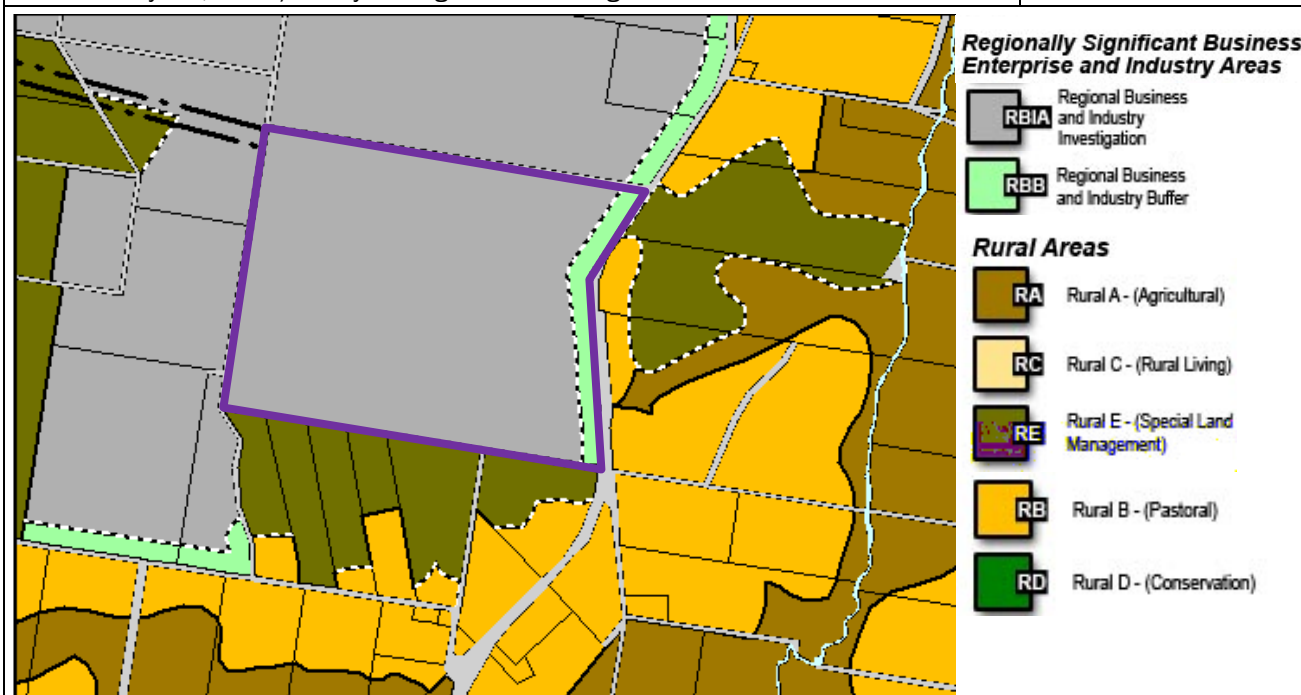 Regionally Significant Business
Enterprise and Industry Areas
RBIA Regional Business
and Industry
Investigation
RBB Regional Business
and Industry Buffer
Rural Areas
RA Rural A - (Agricultural)
RC Rural C - (Rural Living)
RE Rural E - (Special Land
Management)
RB Rural B - (Pastoral)
RD Rural D - (Conservation)